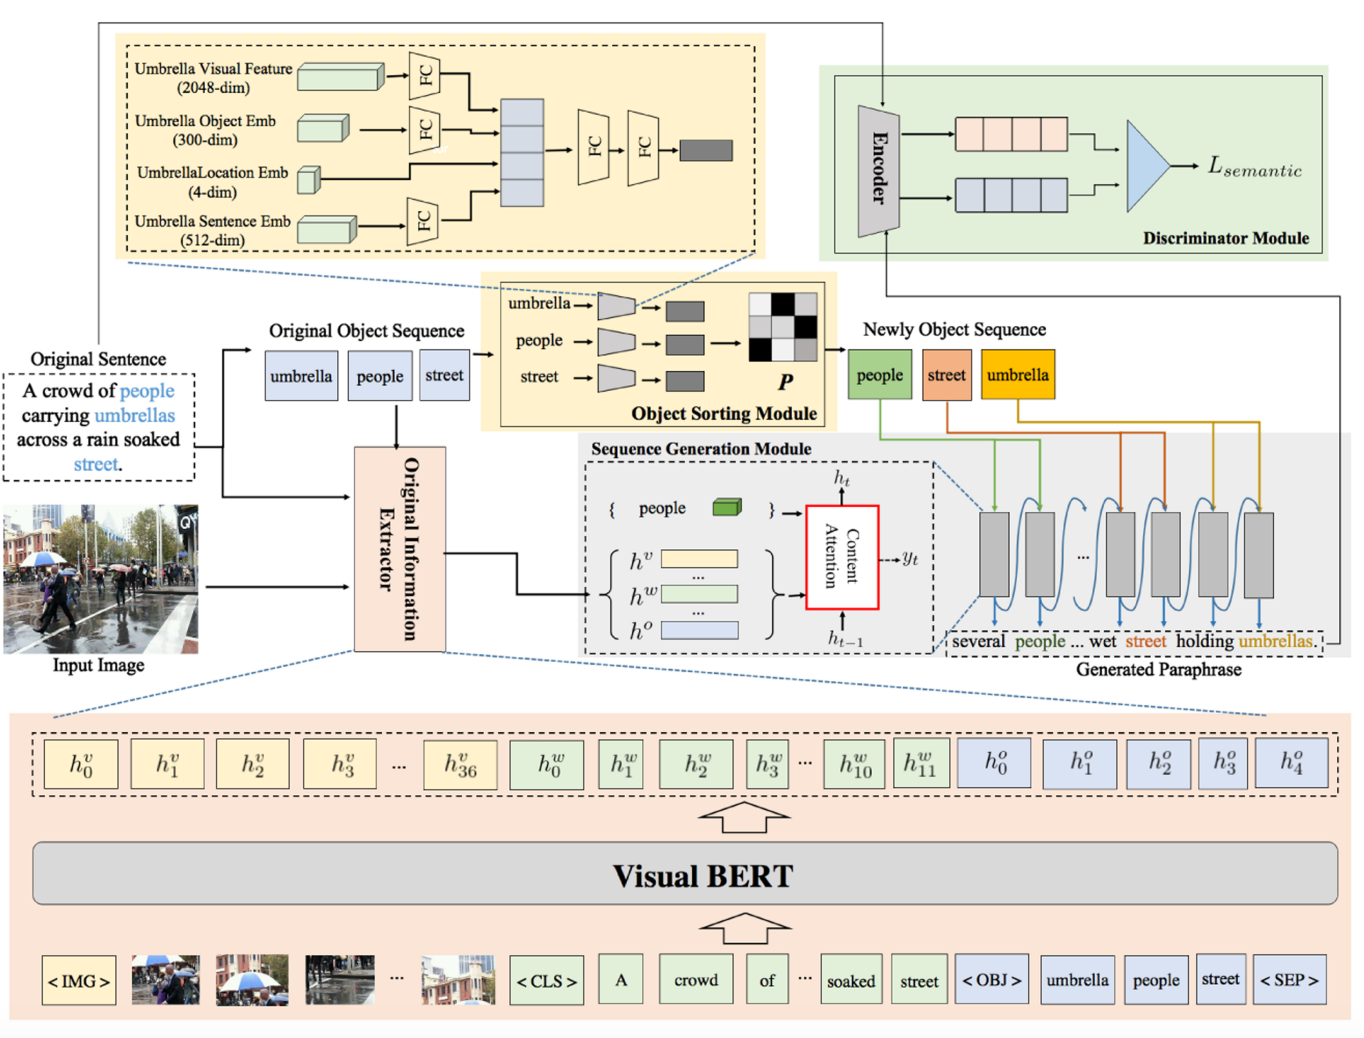 Umbrella Visual Feature
(2048-dim)
FC
Umbrella Object Emb
(300-dim)
FC
UmbrellaLocation Emb
(4-dim)
Umbrella Sentence Emb
(512-dim)
FC
FC
FC
Encoder
L_{semantic}
Discriminator Module
Original Sentence
A crowd of people
carrying umbrellas
across a rain soaked
street.
Original Object Sequence
umbrella people street
umbrella
people
street
P
Object Sorting Module
Newly Object Sequence
people street umbrella
Input Image
Original Information
Extractor
Sequence Generation Module
{ people }
h^v
...
h^w
...
h^o
h_t
Content
Attention
y_t
h_{t-1}
...
several people ... wet street holding umbrellas.
Generated Paraphrase
h_0^v h_1^v h_2^v h_3^v ... h_{36}^v h_0^w h_1^w h_2^w h_3^w ... h_{10}^w h_{11}^w h_0^o h_1^o h_2^o h_3^o h_4^o
Visual BERT
< IMG > ... < CLS > A crowd of ... soaked street < OBJ > umbrella people street < SEP >